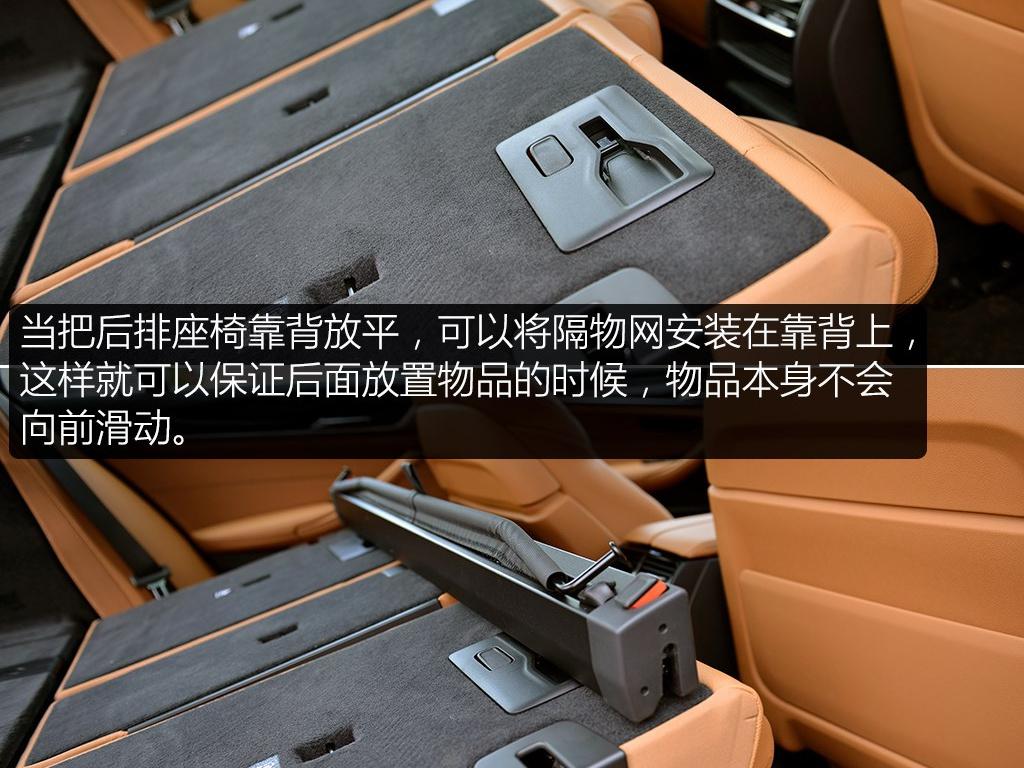 当把后排座椅靠背放平，可以将隔物网安装在靠背上，
这样就可以保证后面放置物品的时候，物品本身不会
向前滑动。